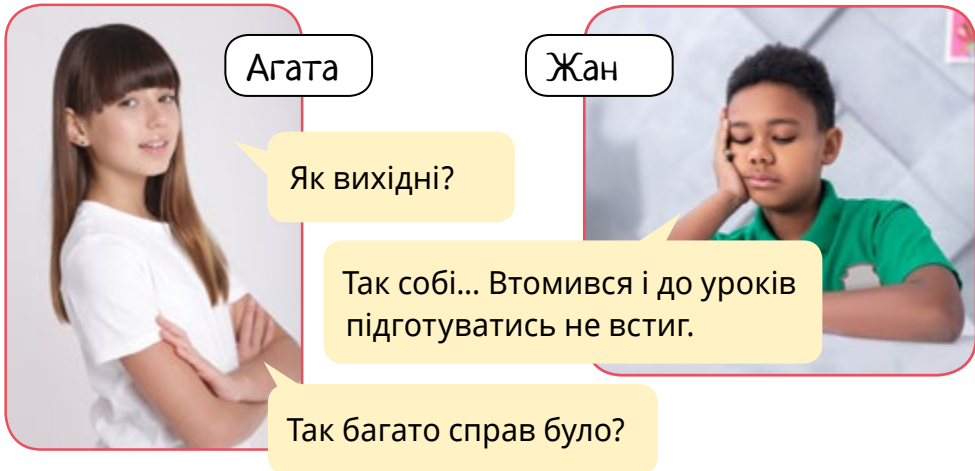 Агата
Жан
Як вихідні?
Так собі... Втомився і до уроків
підготуватись не встиг.
Так багато справ було?